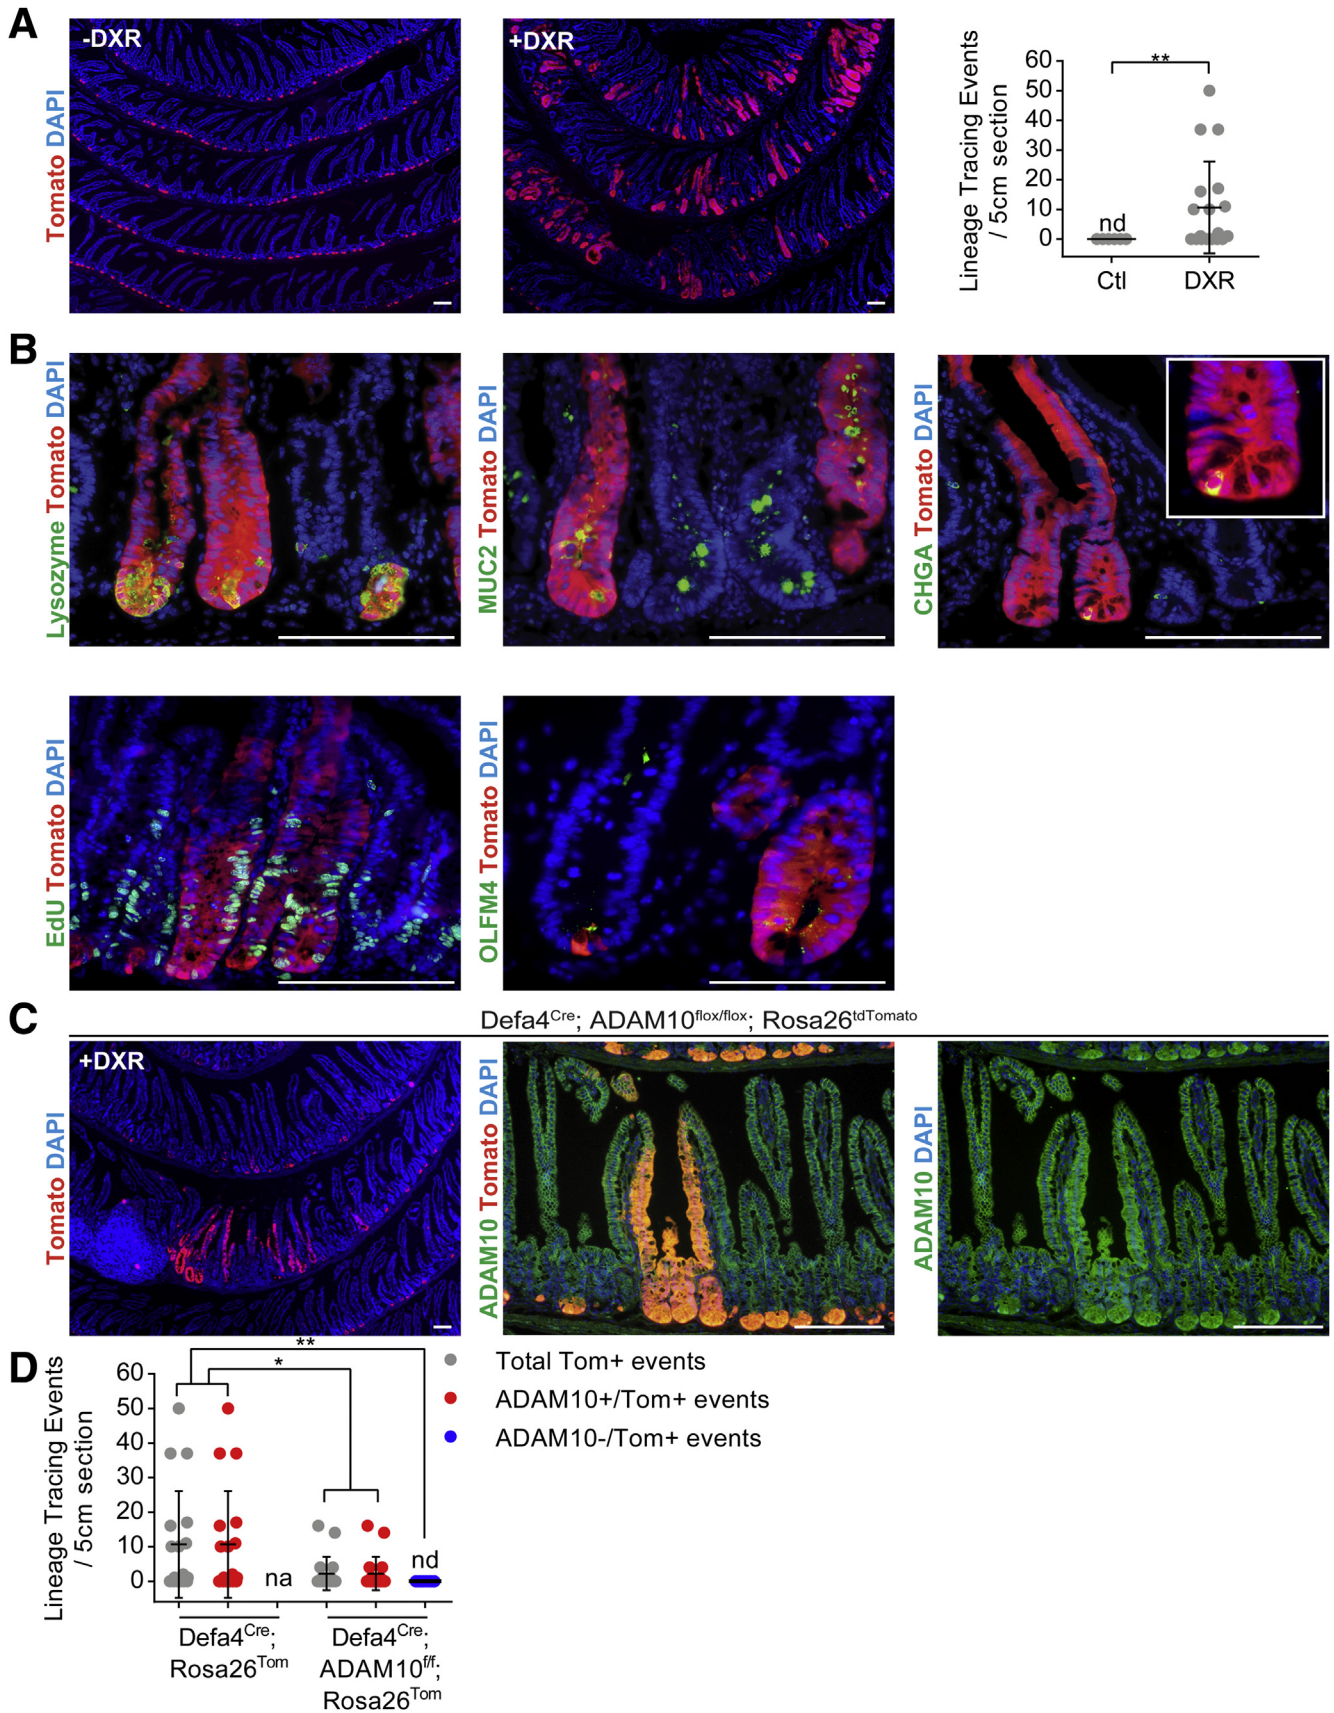 A
-DXR
Tomato DAPI
+DXR
Lineage Tracing Events
/ 5cm section
60
50
40
30
20
10
0
**
nd
Ctl
DXR
B
Lysozyme Tomato DAPI
MUC2 Tomato DAPI
CHGA Tomato DAPI
EdU Tomato DAPI
OLFM4 Tomato DAPI
C
Defa4Cre; ADAM10flox/flox; Rosa26tdTomato
+DXR
Tomato DAPI
ADAM10 Tomato DAPI
ADAM10 DAPI
D
Lineage Tracing Events
/ 5cm section
60
50
40
30
20
10
0
**
*
na
nd
Defa4Cre;
Rosa26Tom
Defa4Cre;
ADAM10f/f;
Rosa26Tom
Total Tom+ events
ADAM10+/Tom+ events
ADAM10-/Tom+ events